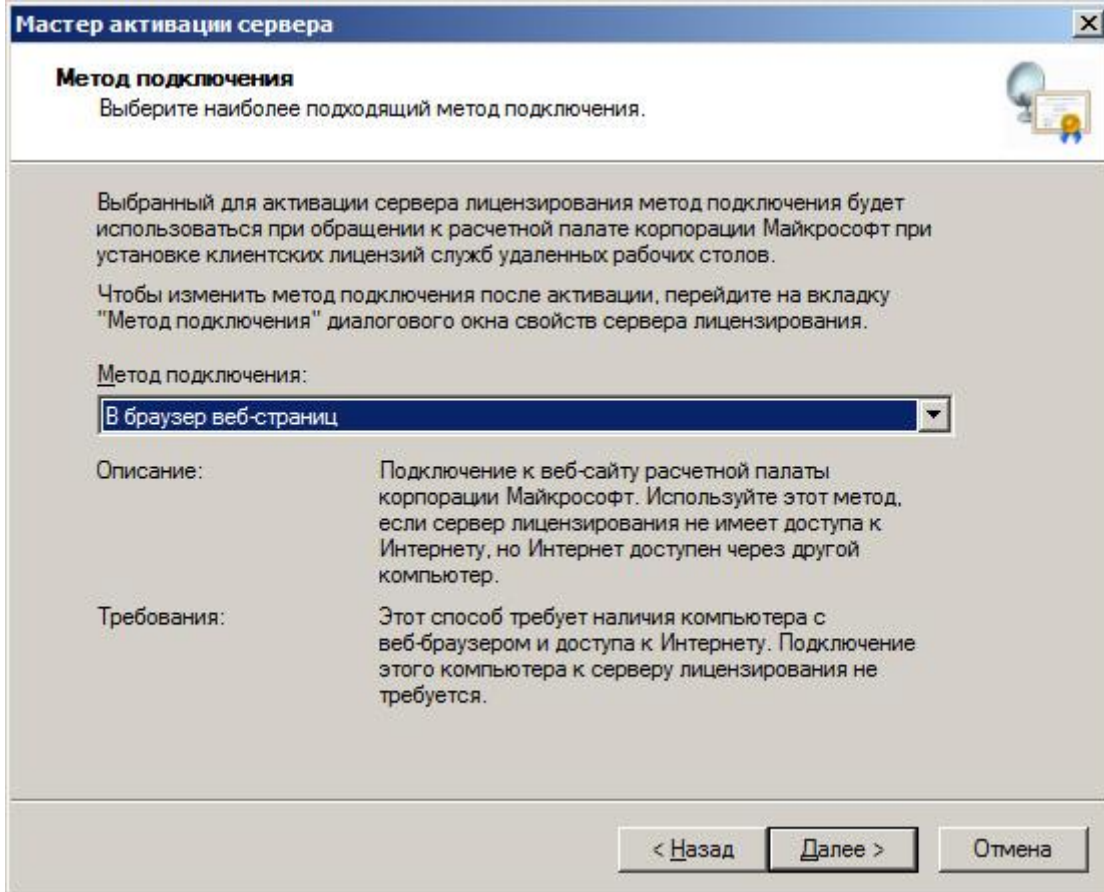 Мастер активации сервера
Метод подключения
Выберите наиболее подходящий метод подключения.
Выбранный для активации сервера лицензирования метод подключения будет
использоваться при обращении к расчетной палате корпорации Майкрософт при
установке клиентских лицензий служб удаленных рабочих столов.
Чтобы изменить метод подключения после активации, перейдите на вкладку
"Метод подключения" диалогового окна свойств сервера лицензирования.
Метод подключения:
В браузер веб-страниц
Описание:
Подключение к веб-сайту расчетной палаты
корпорации Майкрософт. Используйте этот метод,
если сервер лицензирования не имеет доступа к
Интернету, но Интернет доступен через другой
компьютер.
Требования:
Этот способ требует наличия компьютера с
веб-браузером и доступа к Интернету. Подключение
этого компьютера к серверу лицензирования не
требуется.
< Назад
Далее >
Отмена